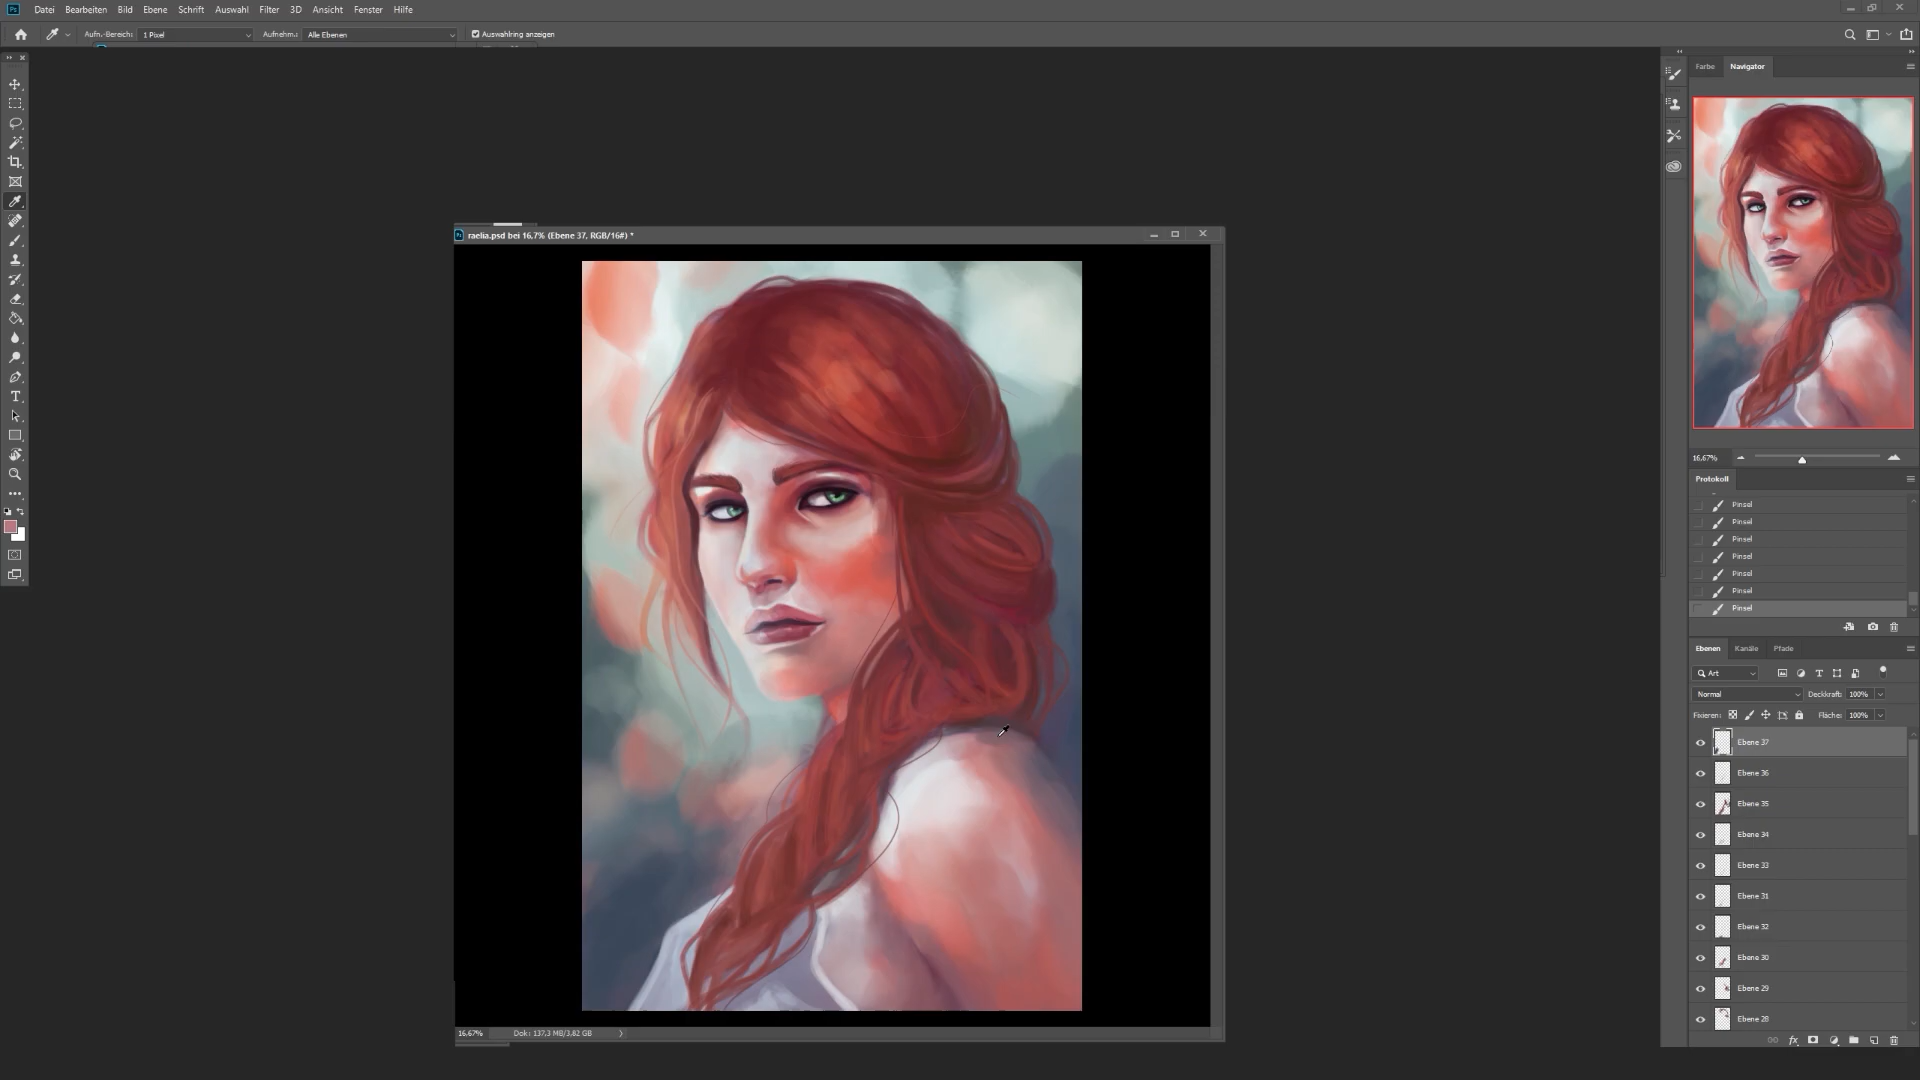 Ps Datei Bearbeiten Bild Ebene Schrift Auswahl Filter 3D Ansicht Fenster Hilfe
Aufn.-Bereich: 1 Pixel Aufnehm.: Alle Ebenen Auswahlring anzeigen
Farbe Navigator
raelia.psd bei 16,7% (Ebene 37, RGB/16#) *
16.67%
Protokoll
Pinsel
Pinsel
Pinsel
Pinsel
Pinsel
Pinsel
Pinsel
Ebenen Kanäle Pfade
Art
Normal Deckkraft: 100%
Fixieren: Fläche: 100%
Ebene 37
Ebene 36
Ebene 35
Ebene 34
Ebene 33
Ebene 31
Ebene 32
Ebene 30
Ebene 29
Ebene 28
16.67% Dok.: 137,3 MB/3,82 GB